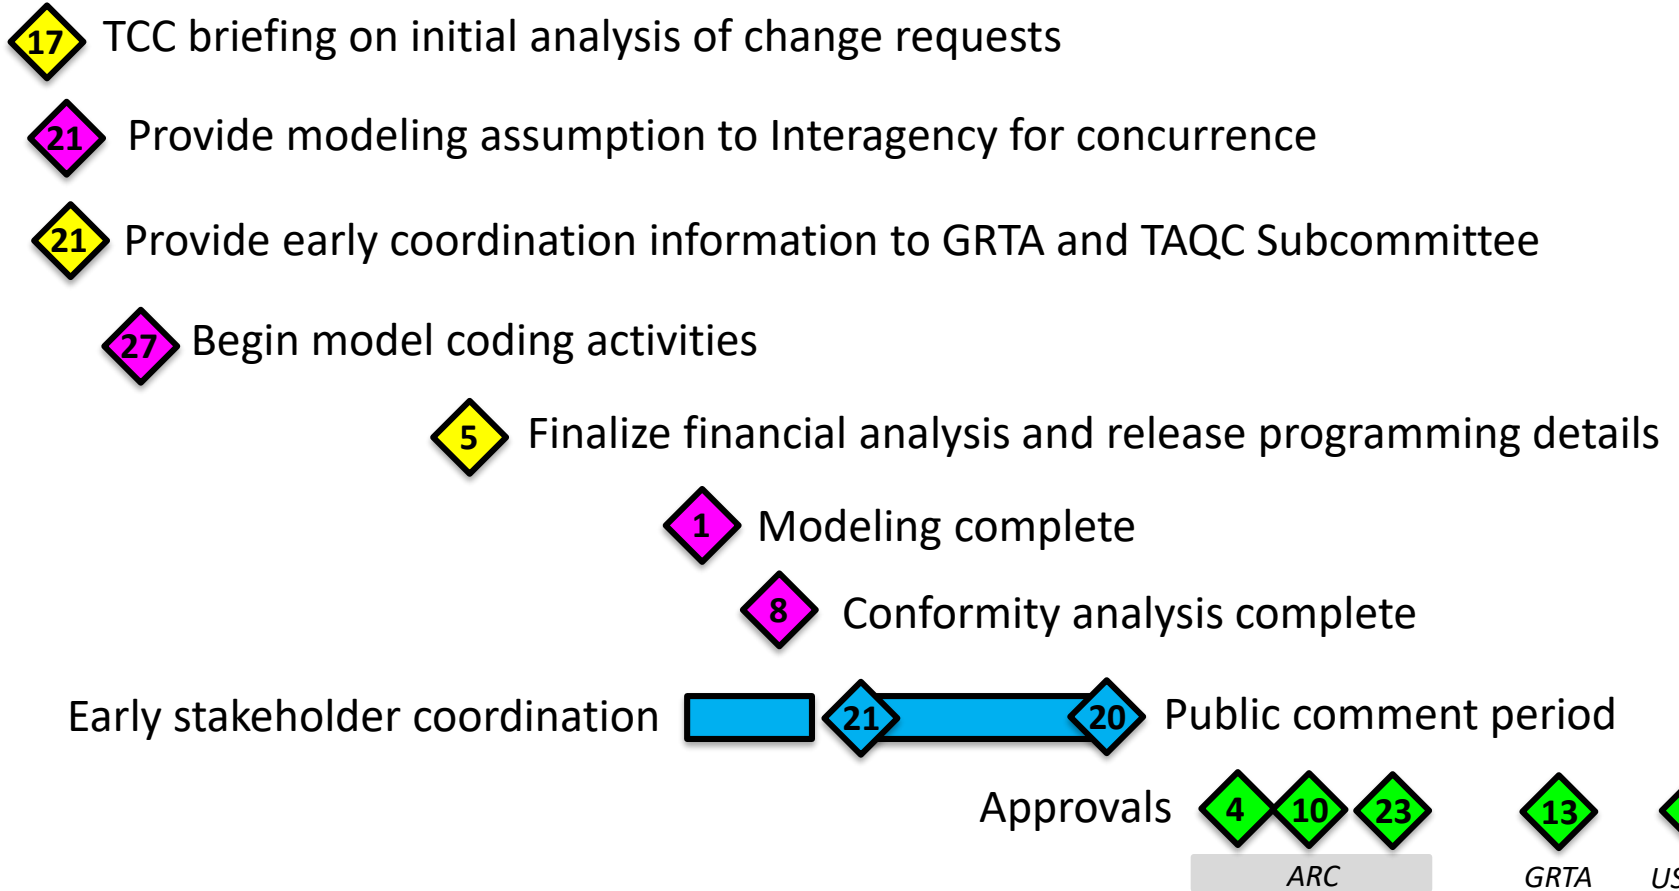 17 TCC briefing on initial analysis of change requests
21 Provide modeling assumption to Interagency for concurrence
21 Provide early coordination information to GRTA and TAQC Subcommittee
27 Begin model coding activities
5 Finalize financial analysis and release programming details
1 Modeling complete
8 Conformity analysis complete
Early stakeholder coordination 21 20 Public comment period
Approvals 4 10 23 13
ARC GRTA